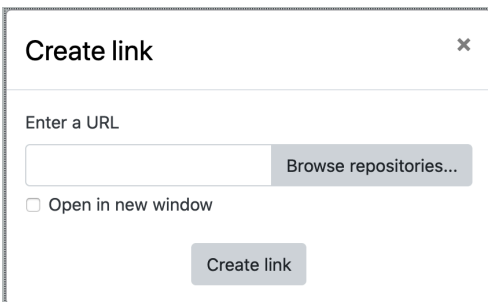 Create link
×
Enter a URL
Browse repositories...
Open in new window
Create link